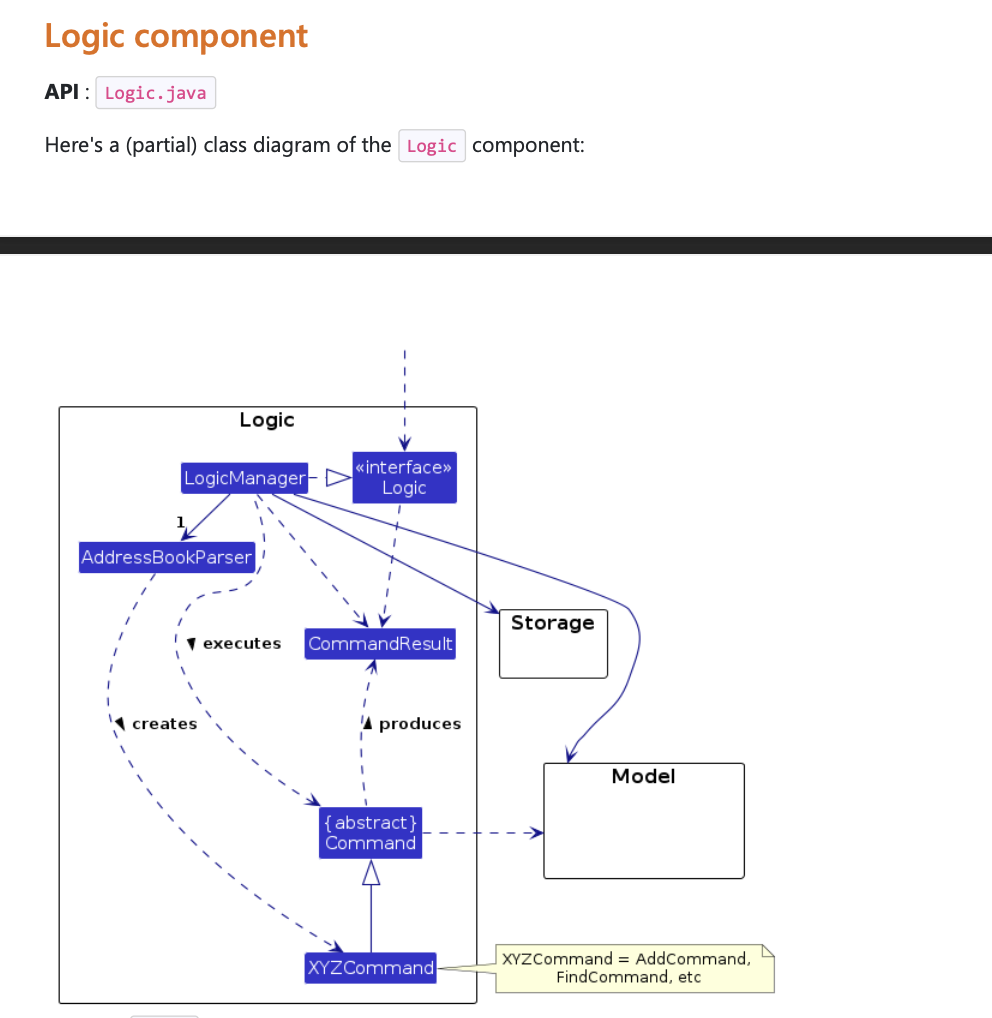 Logic component
API : Logic.java
Here's a (partial) class diagram of the Logic component:
Logic
LogicManager
«interface»
Logic
1
AddressBookParser
Storage
executes
CommandResult
creates
produces
Model
{abstract}
Command
XYZCommand
XYZCommand = AddCommand,
FindCommand, etc